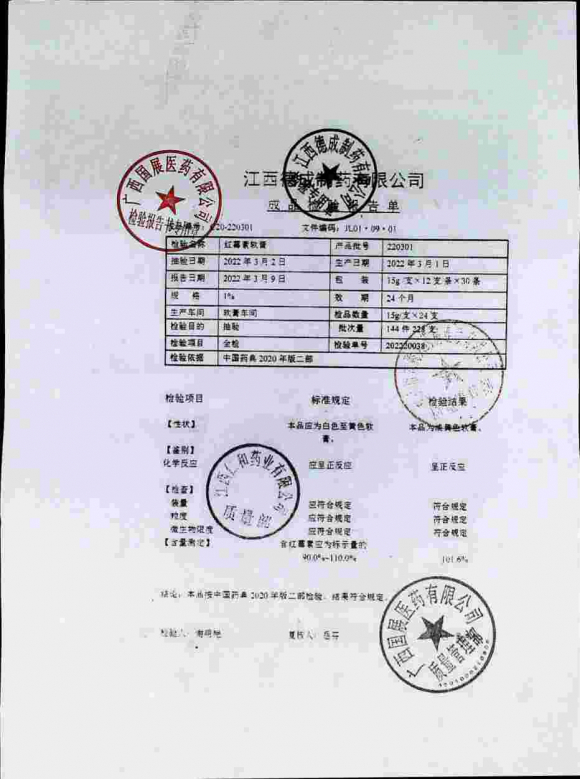 江西德成制药有限公司
成品检验报告单
220-220301 文件编码：JL01·09·01
检验名称 红霉素软膏 产品批号 220301
抽检日期 2022年3月2日 生产日期 2022年3月1日
报告日期 2022年3月9日 包 装 15g/支×12支/条×30条
规 格 1% 效 期 24个月
生产车间 软膏车间 检品数量 15g/支×24支
检验目的 抽验 批次量 144件228支
检验项目 全检 检验单号 202220038
检验依据 中国药典2020年版二部
检验项目 标准规定 检验结果
【性状】 本品应为白色至黄色软膏。 本品为淡黄色软膏。
【鉴别】
化学反应 应呈正反应 呈正反应
【检查】
装量 应符合规定 符合规定
粒度 应符合规定 符合规定
微生物限度 应符合规定 符合规定
【含量测定】 含红霉素应为标示量的
90.0%-110.0% 101.6%
结论：本品按中国药典2020年版二部检验，结果符合规定。
检验人： 复核人：
广西国展医药有限公司
检验报告书专用章
江西德成制药有限公司
江西仁和药业有限公司
质量部
广西国展医药有限公司
质量管理部